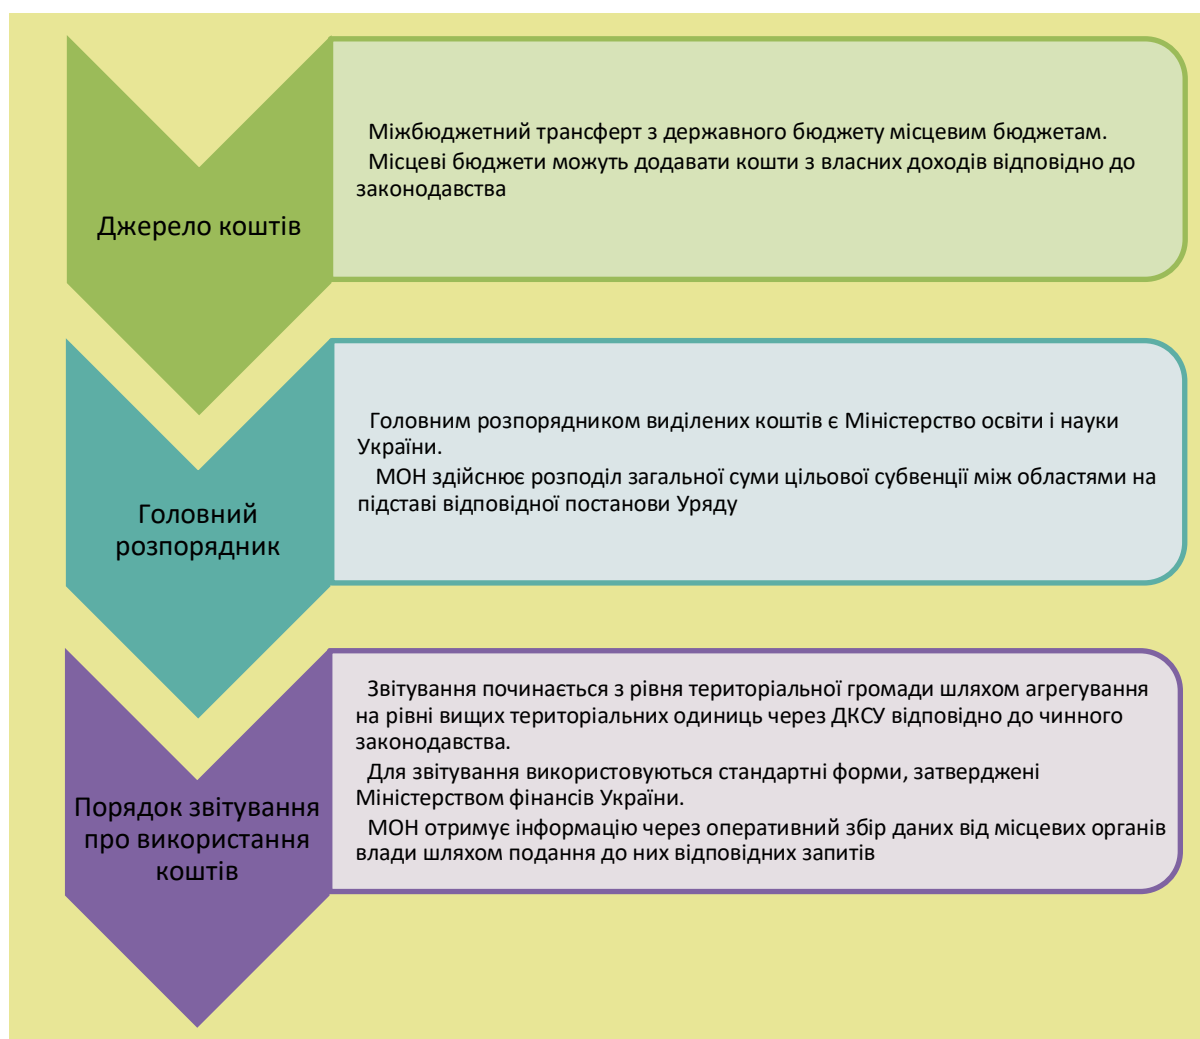 Джерело коштів
Міжбюджетний трансферт з державного бюджету місцевим бюджетам.
Місцеві бюджети можуть додавати кошти з власних доходів відповідно до
законодавства
Головний
розпорядник
Головним розпорядником виділених коштів є Міністерство освіти і науки
України.
МОН здійснює розподіл загальної суми цільової субвенції між областями на
підставі відповідної постанови Уряду
Порядок звітування
про використання
коштів
Звітування починається з рівня територіальної громади шляхом агрегування
на рівні вищих територіальних одиниць через ДКСУ відповідно до чинного
законодавства.
Для звітування використовуються стандартні форми, затверджені
Міністерством фінансів України.
МОН отримує інформацію через оперативний збір даних від місцевих органів
влади шляхом подання до них відповідних запитів